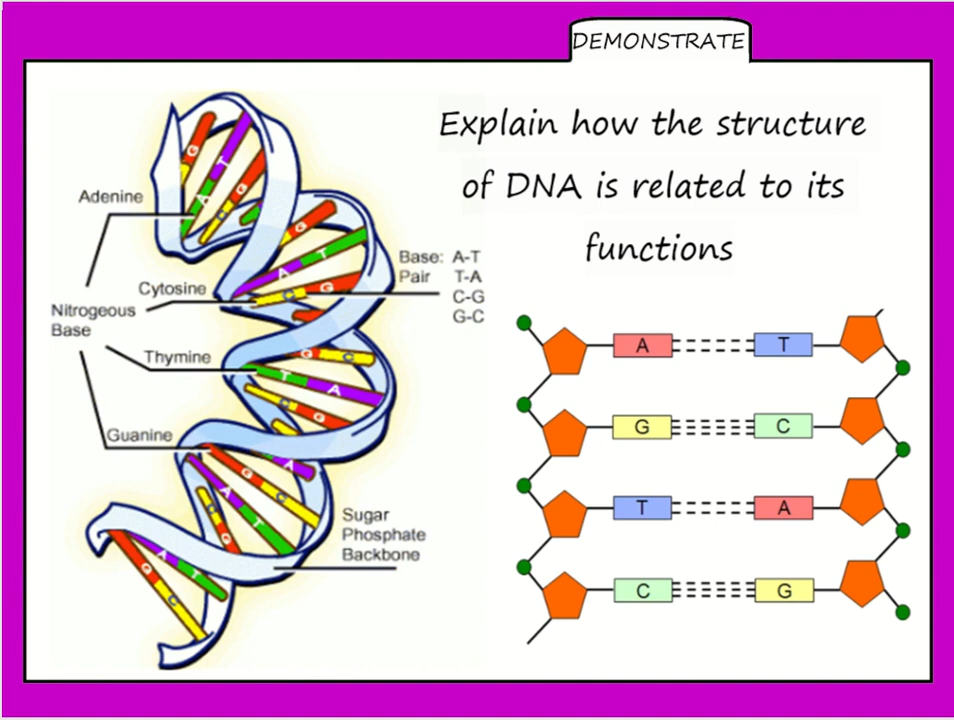 DEMONSTRATE
Explain how the structure
of DNA is related to its
functions
Adenine
Cytosine
Nitrogeous
Base
Thymine
Guanine
Base: A-T
Pair T-A
C-G
G-C
Sugar
Phosphate
Backbone
G
T
A
G
C
G
T
A
G
C
G
C
T
A
C
G
A
G
C
A
T
C
G
A
T
G
C
A T
G C
T A
C G